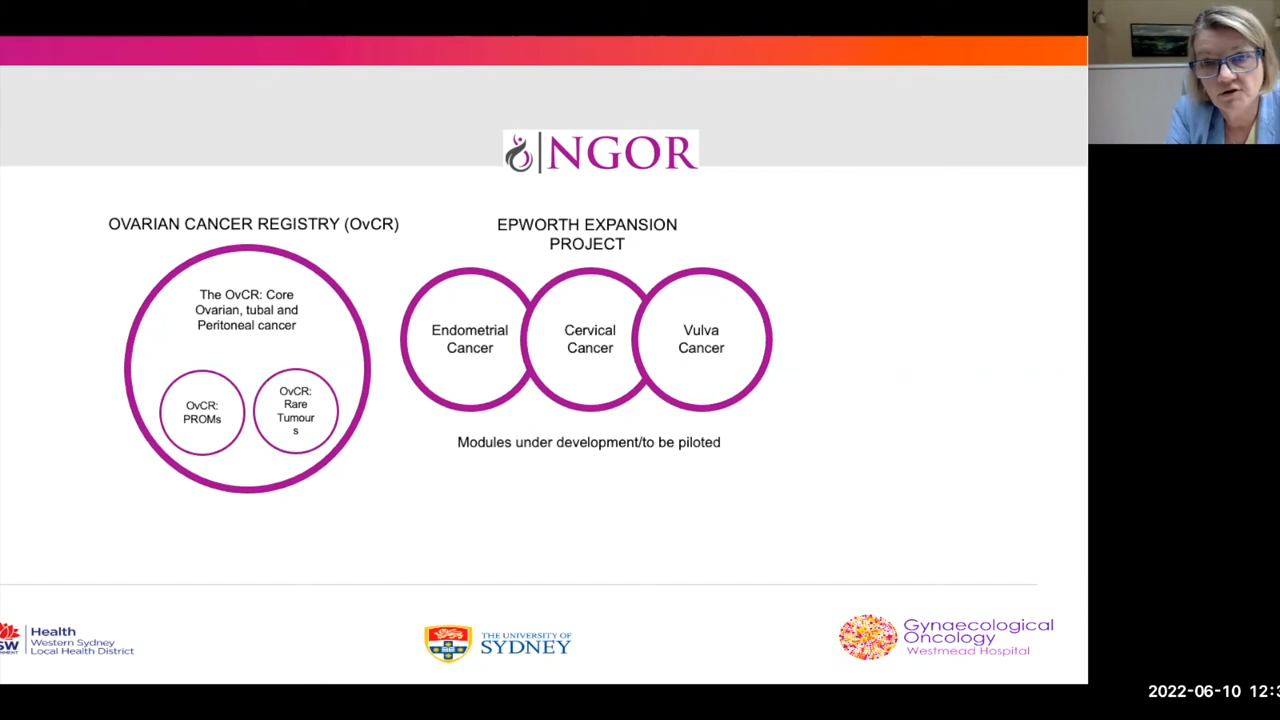 NGOR
OVARIAN CANCER REGISTRY (OvCR)
The OvCR: Core
Ovarian, tubal and
Peritoneal cancer
OvCR:
PROMs
OvCR:
Rare
Tumour
s
EPWORTH EXPANSION
PROJECT
Endometrial
Cancer
Cervical
Cancer
Vulva
Cancer
Modules under development/to be piloted
Health
Western Sydney
Local Health District
THE UNIVERSITY OF
SYDNEY
Gynaecological
Oncology
Westmead Hospital
2022-06-10 12:3